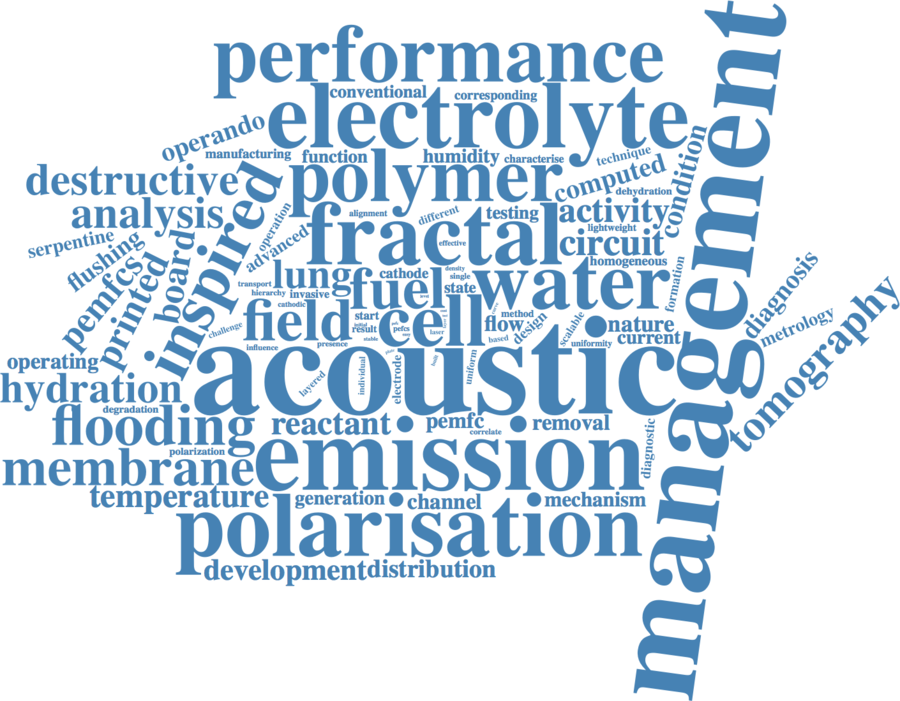 performance
conventional
corresponding
electrolyte
operando
manufacturing
function
humidity
characterise
technique
destructive
polymer
computed
dehydration
condition
management
analysis
inspired
operation
alignment
different
testing
activity
lightweight
serpentine
flushing
board
advanced
fractal
effective
circuit
homogeneous
pemfcs
printed
transport
lung
cathode
density
single
water
formation
diagnosis
hierarchy
invasive
fuel
state
cathodic
field
start
cell
method
flow
design
scalable
nature
metrology
challenge
result
pefcs
laser
based
uniformity
current
tomography
influence
presence
operating
acoustic
hydration
layered
individual
electrode
uniform
degradation
flooding
reactant
pemfc
correlate
removal
diagnostic
polarization
membrane
emission
temperature
generation
channel
mechanism
polarisation
development
distribution